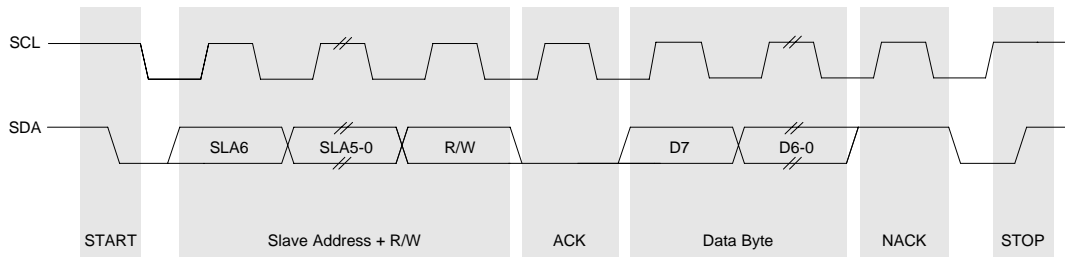 SCL
SDA
SLA6 SLA5-0 R/W D7 D6-0
START Slave Address + R/W ACK Data Byte NACK STOP